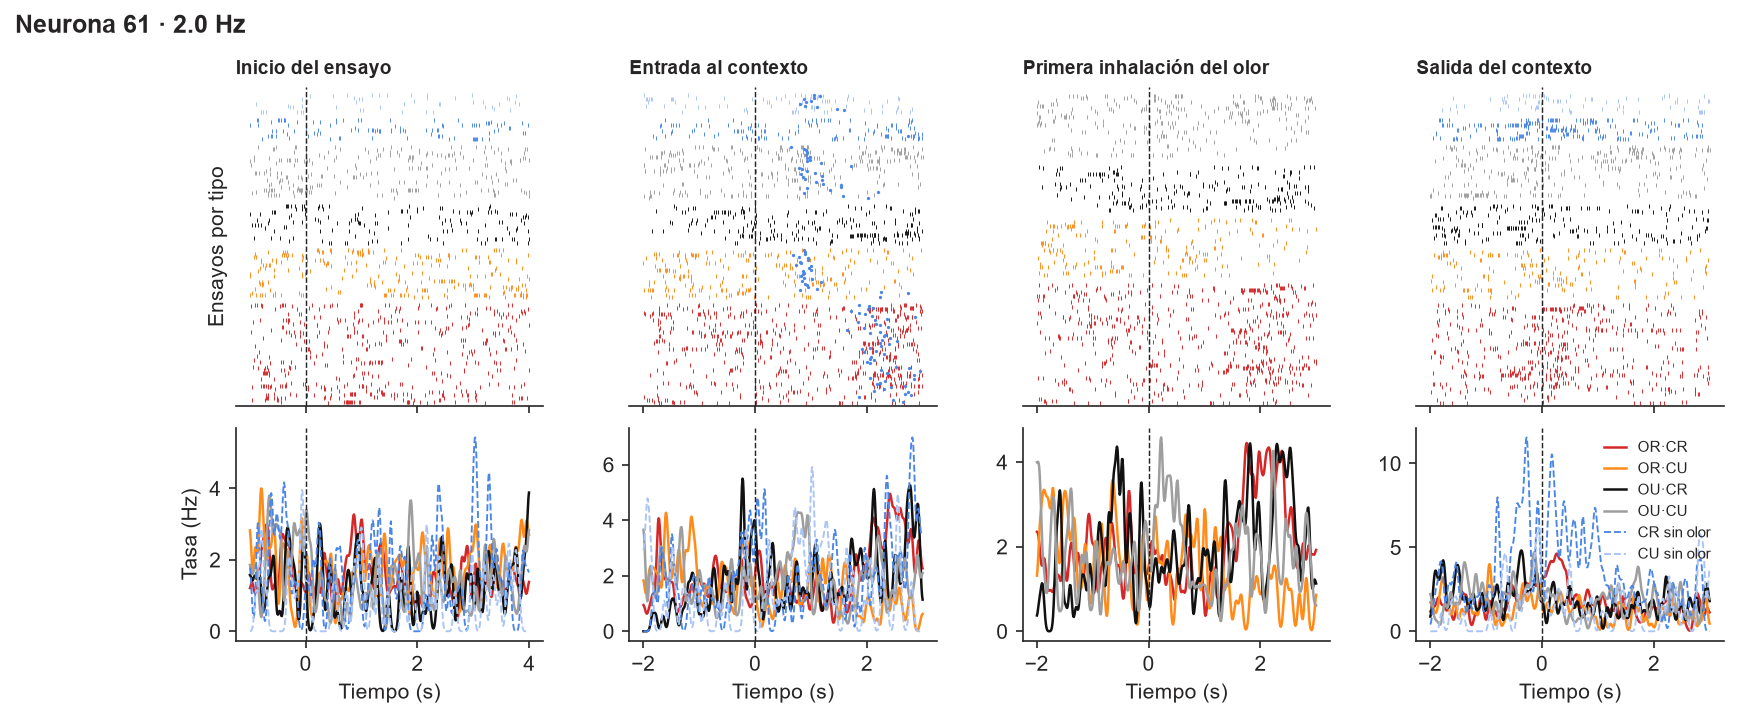 Neurona 61 · 2.0 Hz
Inicio del ensayo
Entrada al contexto
Primera inhalación del olor
Salida del contexto
Ensayos por tipo
Tasa (Hz)
4
2
0
0
2
4
Tiempo (s)
6
4
2
0
−2
0
2
Tiempo (s)
4
2
0
−2
0
2
Tiempo (s)
10
5
0
−2
0
2
Tiempo (s)
OR·CR
OR·CU
OU·CR
OU·CU
CR sin olor
CU sin olor